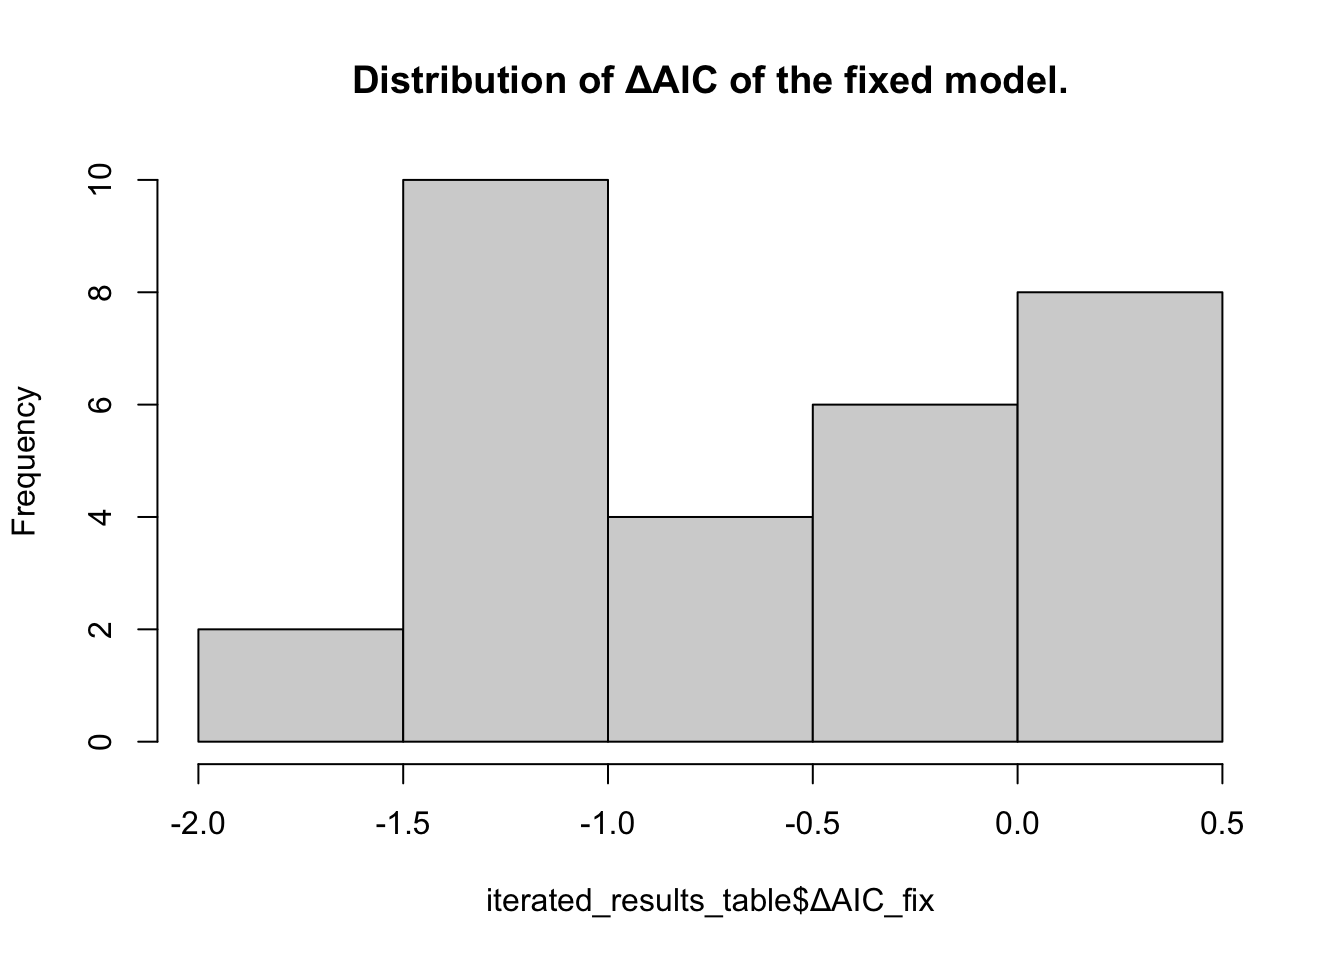 Distribution of ΔAIC of the fixed model.
Frequency
10
8
6
4
2
0
-2.0 -1.5 -1.0 -0.5 0.0 0.5
iterated_results_table$ΔAIC_fix